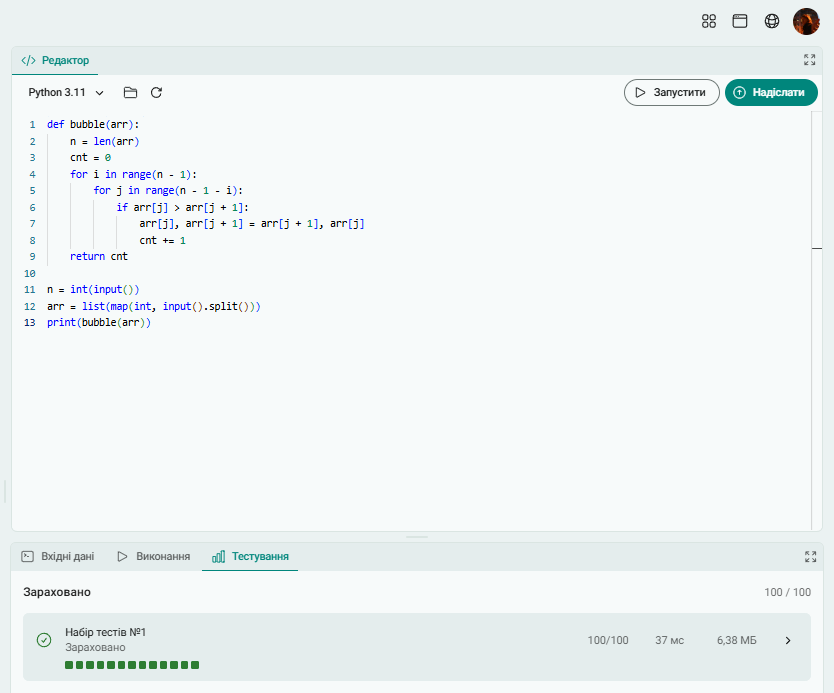 </> Редактор
Python 3.11
Запустити
Надіслати
1 def bubble(arr):
2     n = len(arr)
3     cnt = 0
4     for i in range(n - 1):
5         for j in range(n - 1 - i):
6             if arr[j] > arr[j + 1]:
7                 arr[j], arr[j + 1] = arr[j + 1], arr[j]
8                 cnt += 1
9     return cnt
10
11 n = int(input())
12 arr = list(map(int, input().split()))
13 print(bubble(arr))
Вхідні дані
Виконання
Тестування
Зараховано 100 / 100
Набір тестів №1
Зараховано
100/100 37 мс 6,38 МБ